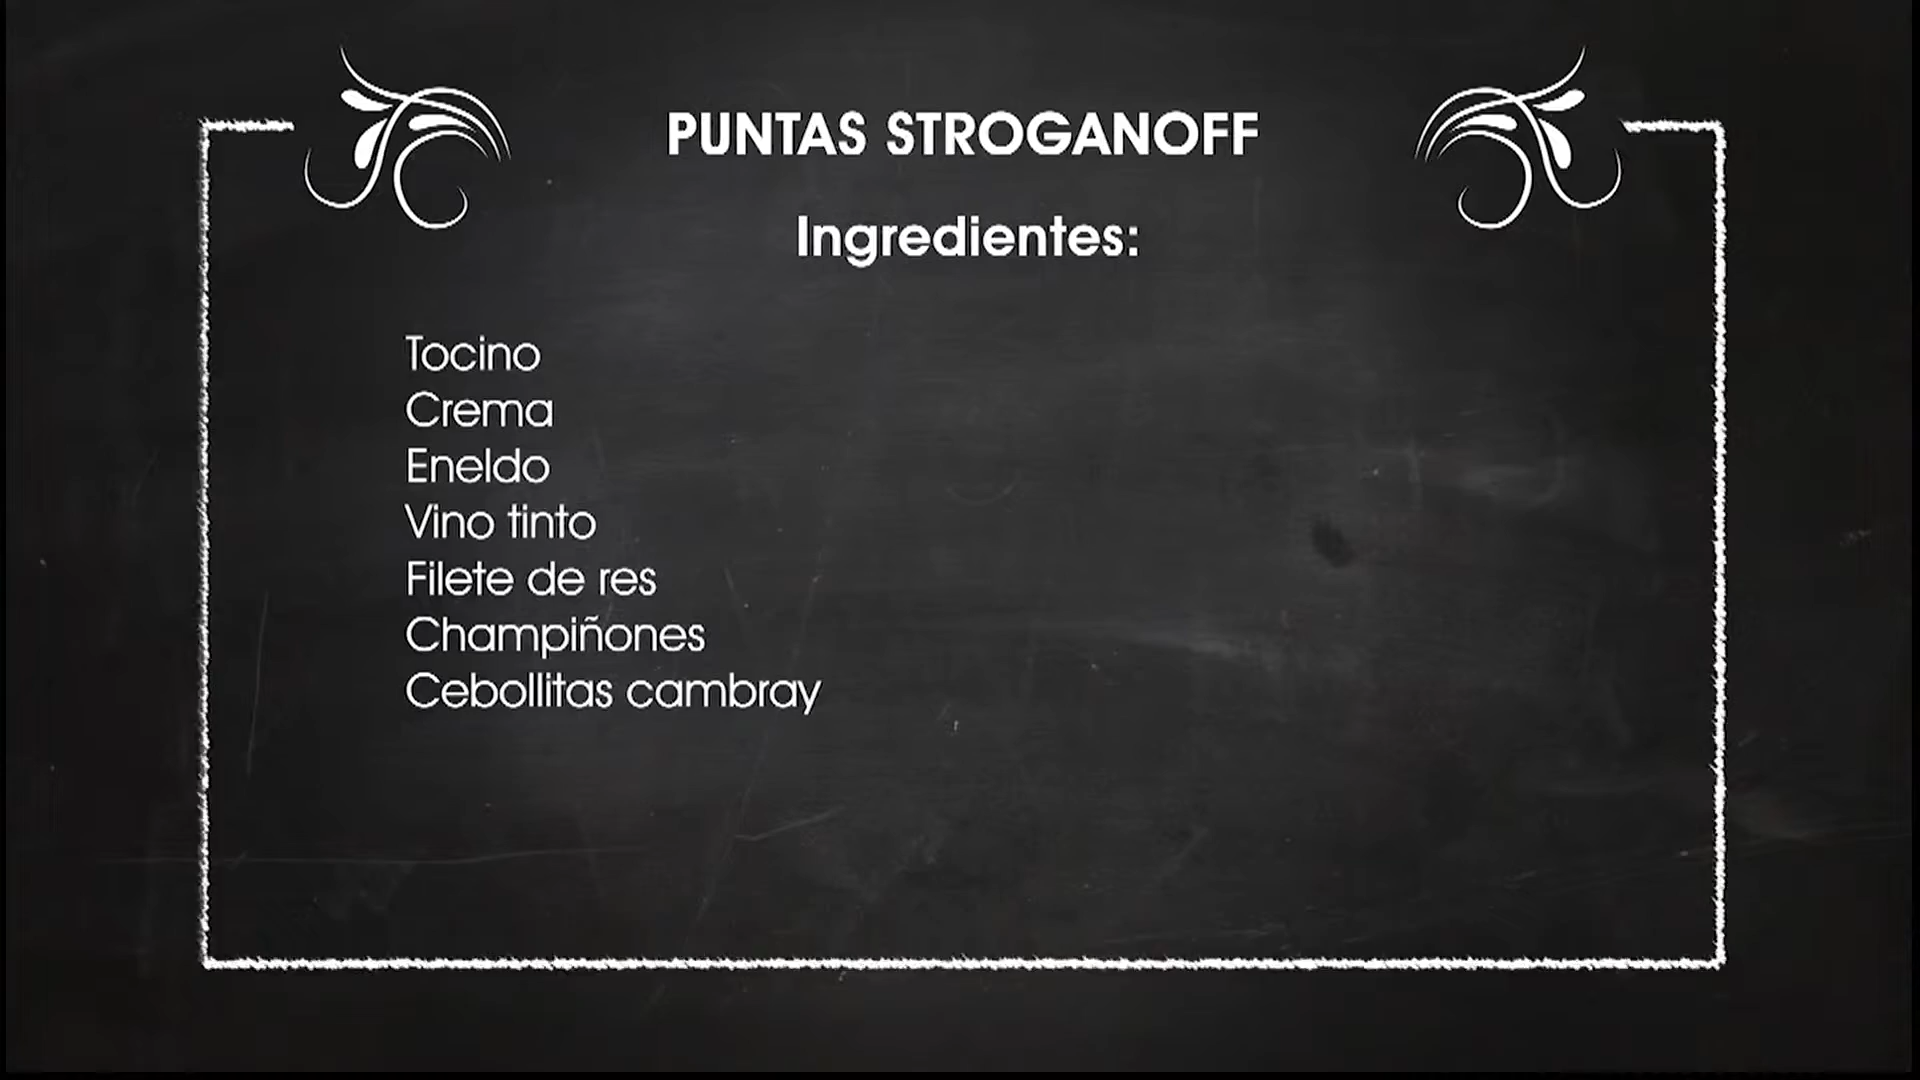 PUNTAS STROGANOFF
Ingredientes:
Tocino
Crema
Eneldo
Vino tinto
Filete de res
Champiñones
Cebollitas cambray